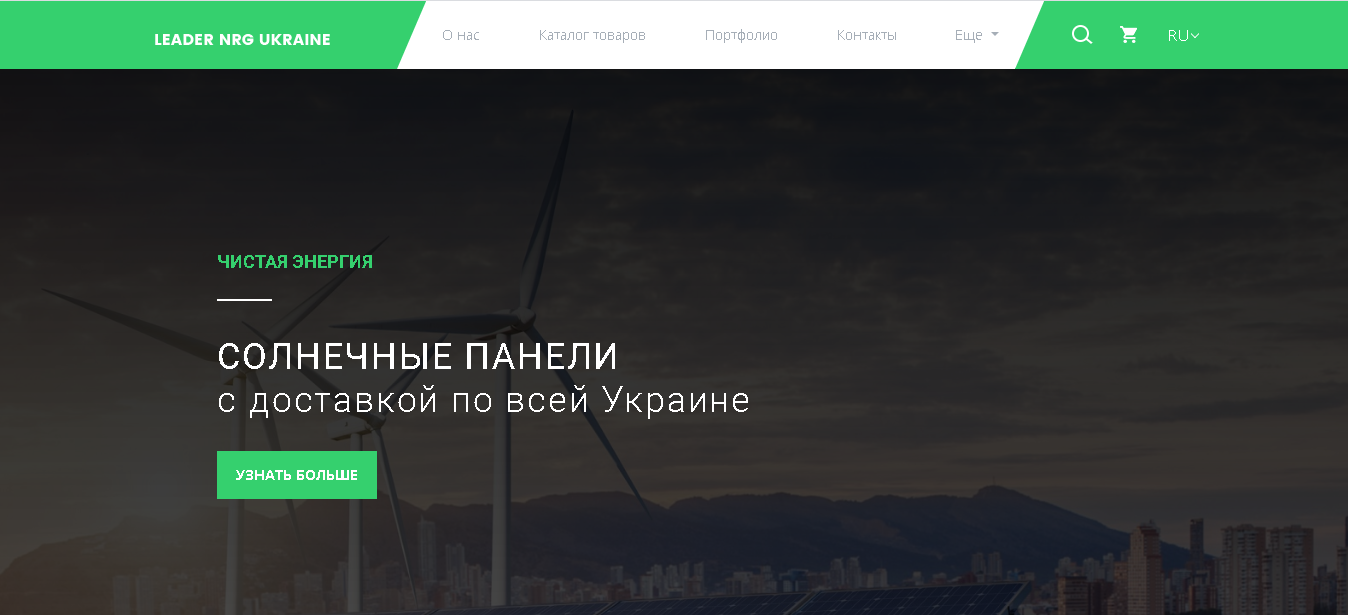 LEADER NRG UKRAINE
О нас
Каталог товаров
Портфолио
Контакты
Еще
RU
ЧИСТАЯ ЭНЕРГИЯ
СОЛНЕЧНЫЕ ПАНЕЛИ
с доставкой по всей Украине
УЗНАТЬ БОЛЬШЕ